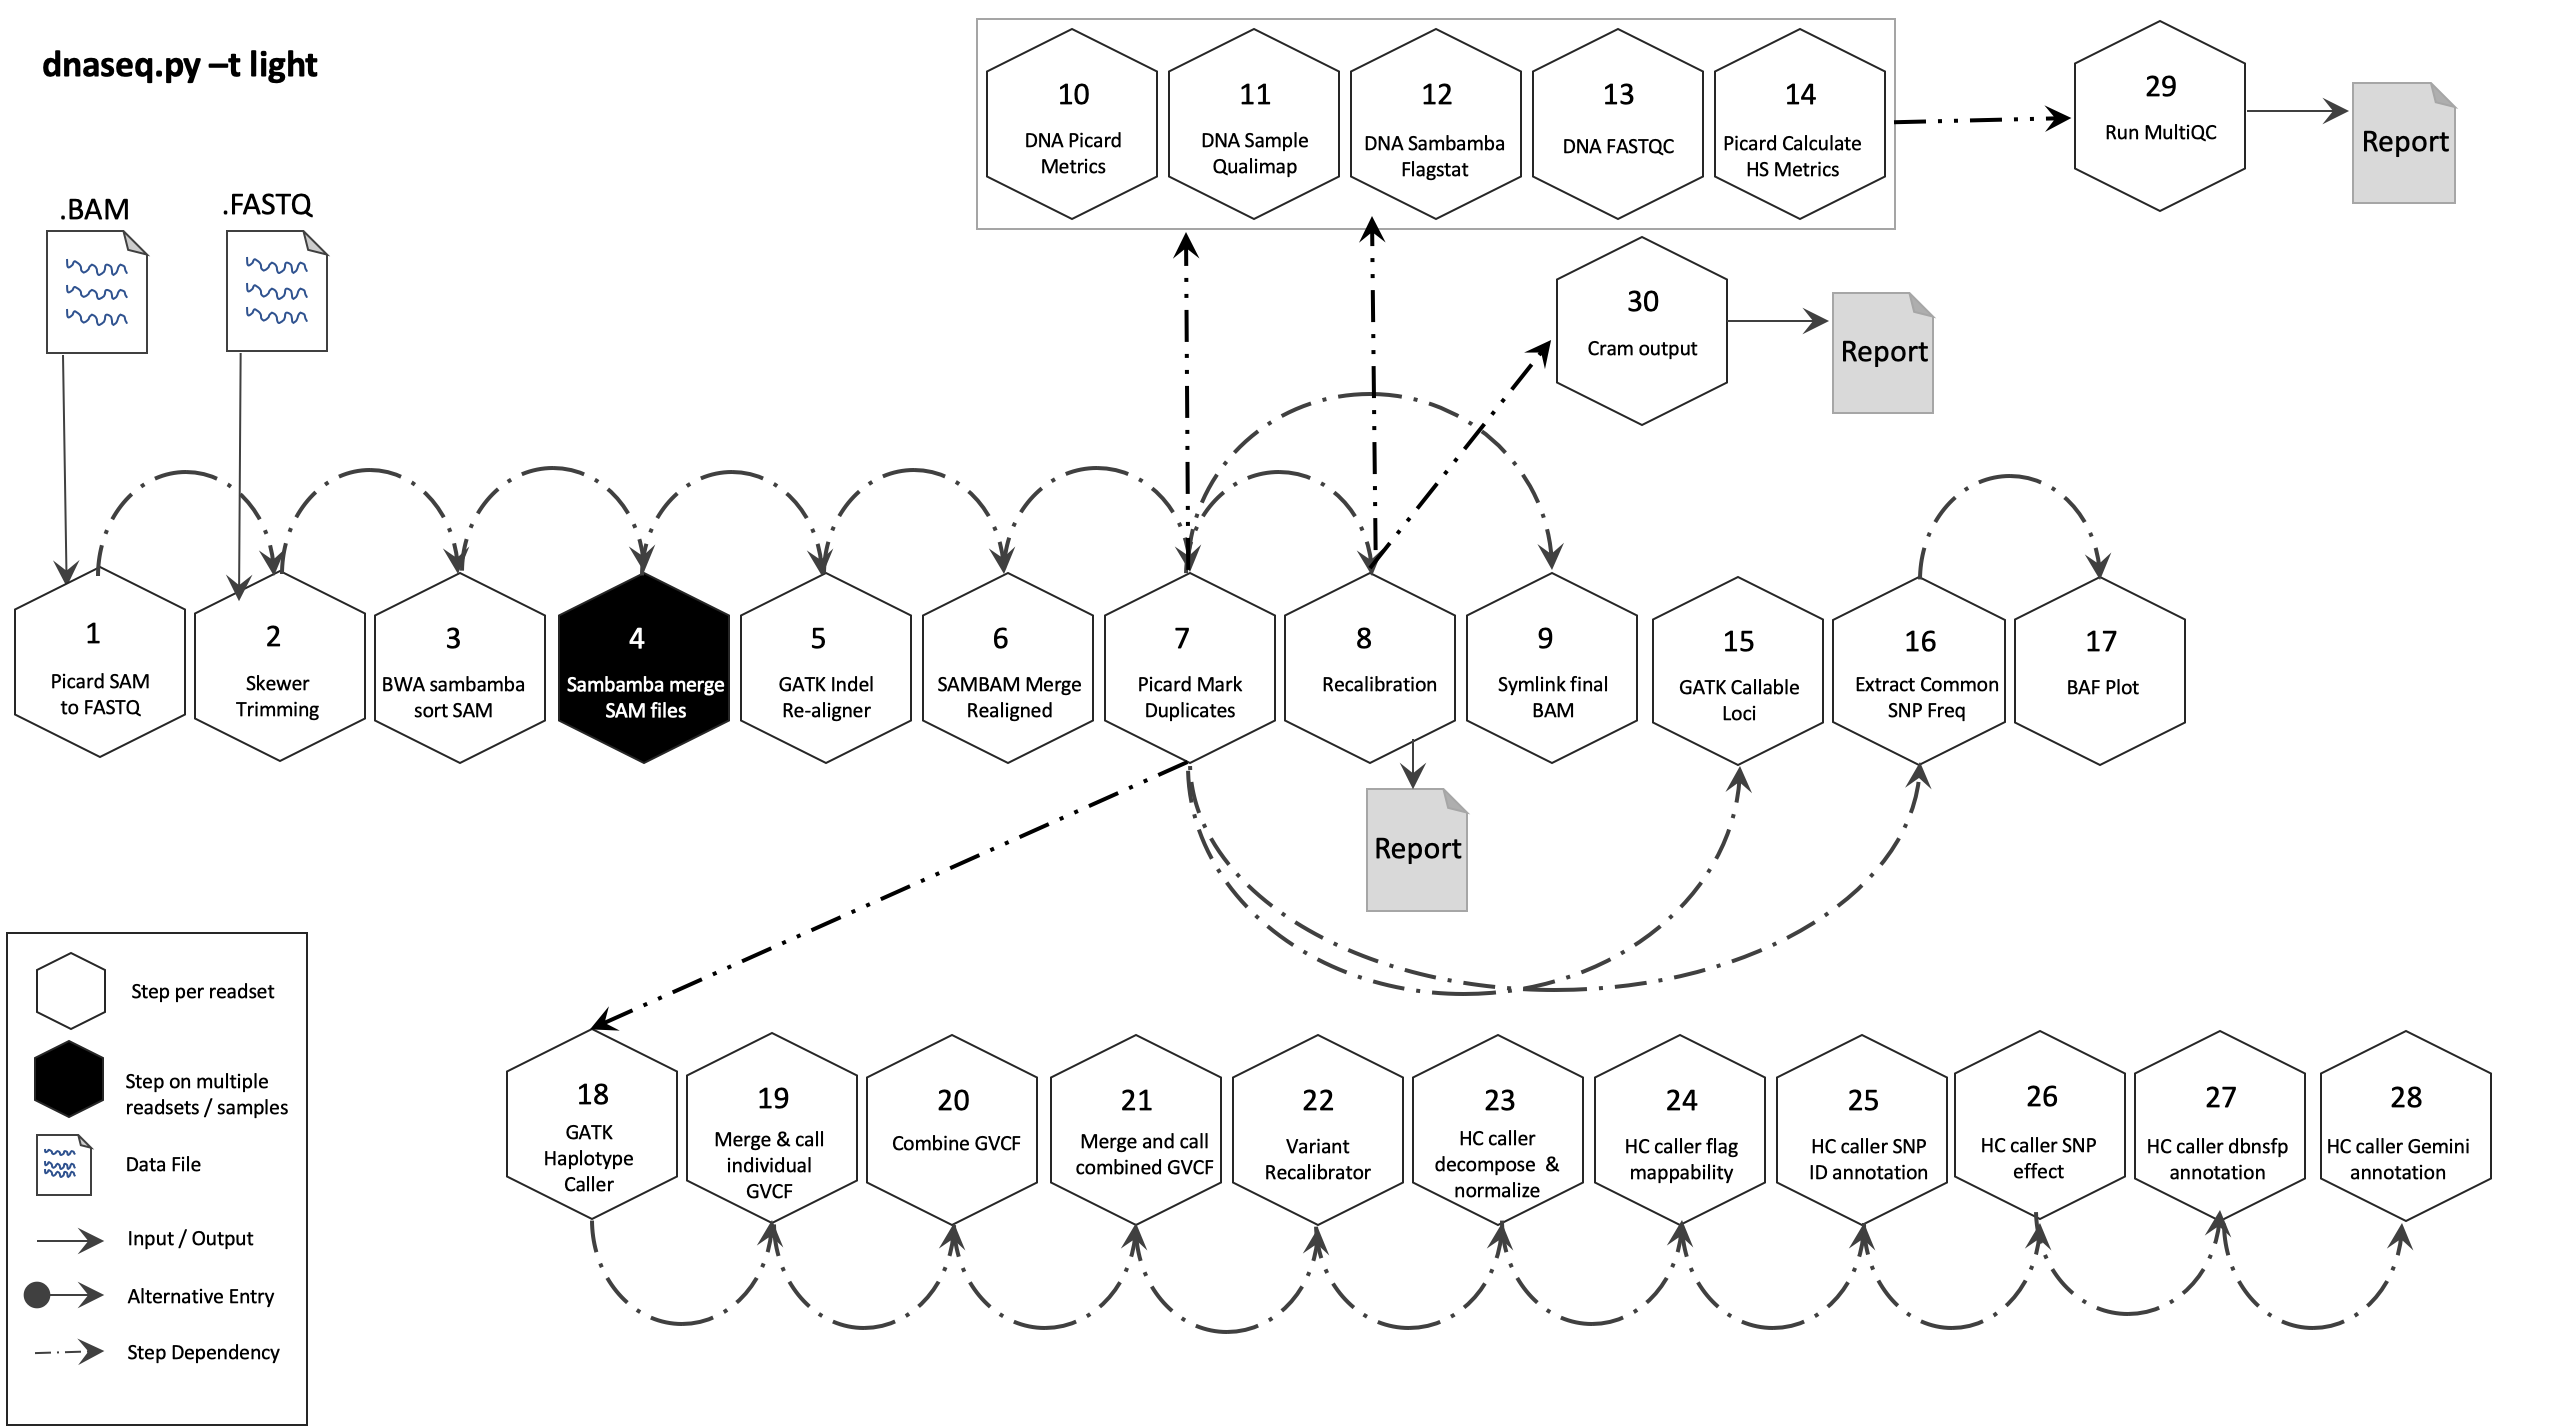 dnaseq.py –t light
10
DNA Picard
Metrics
11
DNA Sample
Qualimap
12
DNA Sambamba
Flagstat
13
DNA FASTQC
14
Picard Calculate
HS Metrics
29
Run MultiQC
Report
.BAM
.FASTQ
30
Cram output
Report
1
Picard SAM
to FASTQ
2
Skewer
Trimming
3
BWA sambamba
sort SAM
4
Sambamba merge
SAM files
5
GATK Indel
Re-aligner
6
SAMBAM Merge
Realigned
7
Picard Mark
Duplicates
8
Recalibration
9
Symlink final
BAM
15
GATK Callable
Loci
16
Extract Common
SNP Freq
17
BAF Plot
Report
18
GATK
Haplotype
Caller
19
Merge & call
individual
GVCF
20
Combine GVCF
21
Merge and call
combined GVCF
22
Variant
Recalibrator
23
HC caller
decompose &
normalize
24
HC caller flag
mappability
25
HC caller SNP
ID annotation
26
HC caller SNP
effect
27
HC caller dbnsfp
annotation
28
HC caller Gemini
annotation
Step per readset
Step on multiple
readsets / samples
Data File
Input / Output
Alternative Entry
Step Dependency